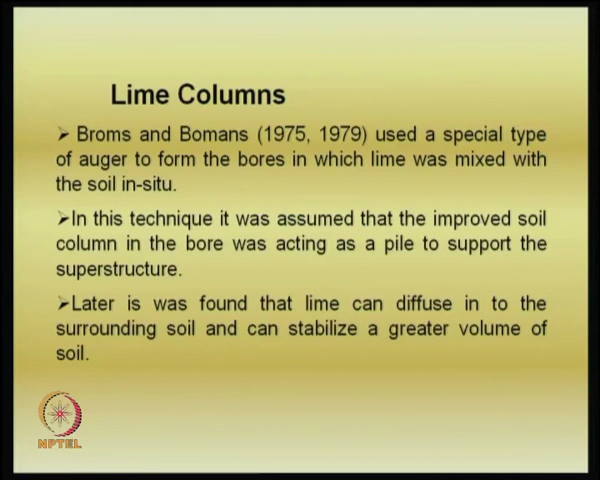 Lime Columns
➢ Broms and Bomans (1975, 1979) used a special type
of auger to form the bores in which lime was mixed with
the soil in-situ.
➢In this technique it was assumed that the improved soil
column in the bore was acting as a pile to support the
superstructure.
➢Later is was found that lime can diffuse in to the
surrounding soil and can stabilize a greater volume of
soil.
NPTEL